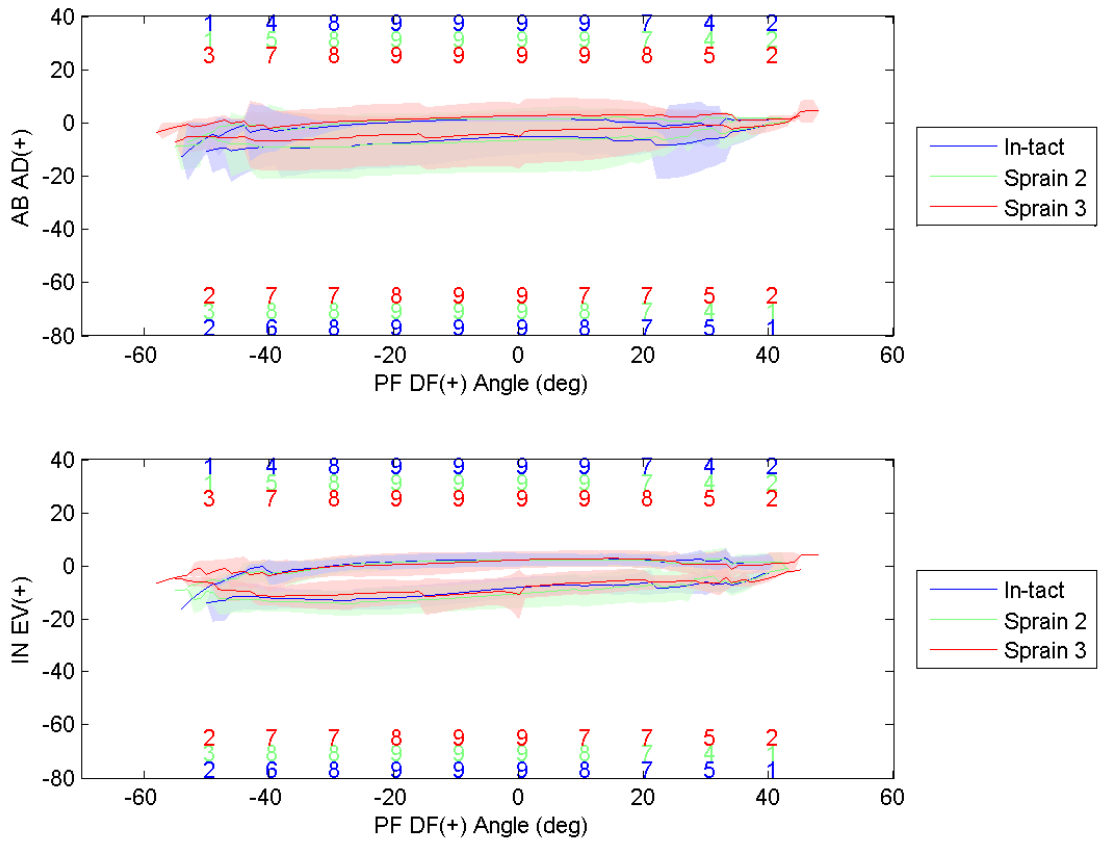 40
1 4 8 9 9 9 9 7 4 2
1 5 8 9 9 9 9 7 4 2
3 7 8 9 9 9 9 8 5 2
20
0
-20
-40
-60
-80
AB AD(+)
2 7 7 8 9 9 7 7 5 2
3 8 8 9 9 9 8 7 4 1
2 6 8 9 9 9 8 7 5 1
-60 -40 -20 0 20 40 60
PF DF(+) Angle (deg)
In-tact
Sprain 2
Sprain 3
40
1 4 8 9 9 9 9 7 4 2
1 5 8 9 9 9 9 7 4 2
3 7 8 9 9 9 9 8 5 2
20
0
-20
-40
-60
-80
IN EV(+)
2 7 7 8 9 9 7 7 5 2
3 8 8 9 9 9 8 7 4 1
2 6 8 9 9 9 8 7 5 1
-60 -40 -20 0 20 40 60
PF DF(+) Angle (deg)
In-tact
Sprain 2
Sprain 3